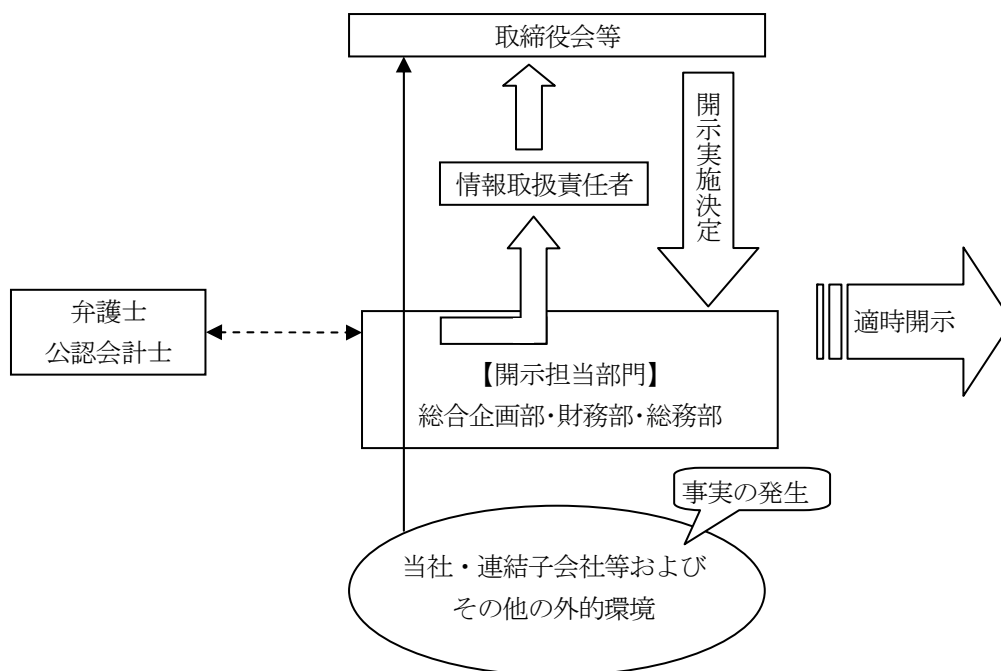 取締役会等
開示実施決定
情報取扱責任者
弁護士
公認会計士
適時開示
【開示担当部門】
総合企画部・財務部・総務部
事実の発生
当社・連結子会社等および
その他の外的環境